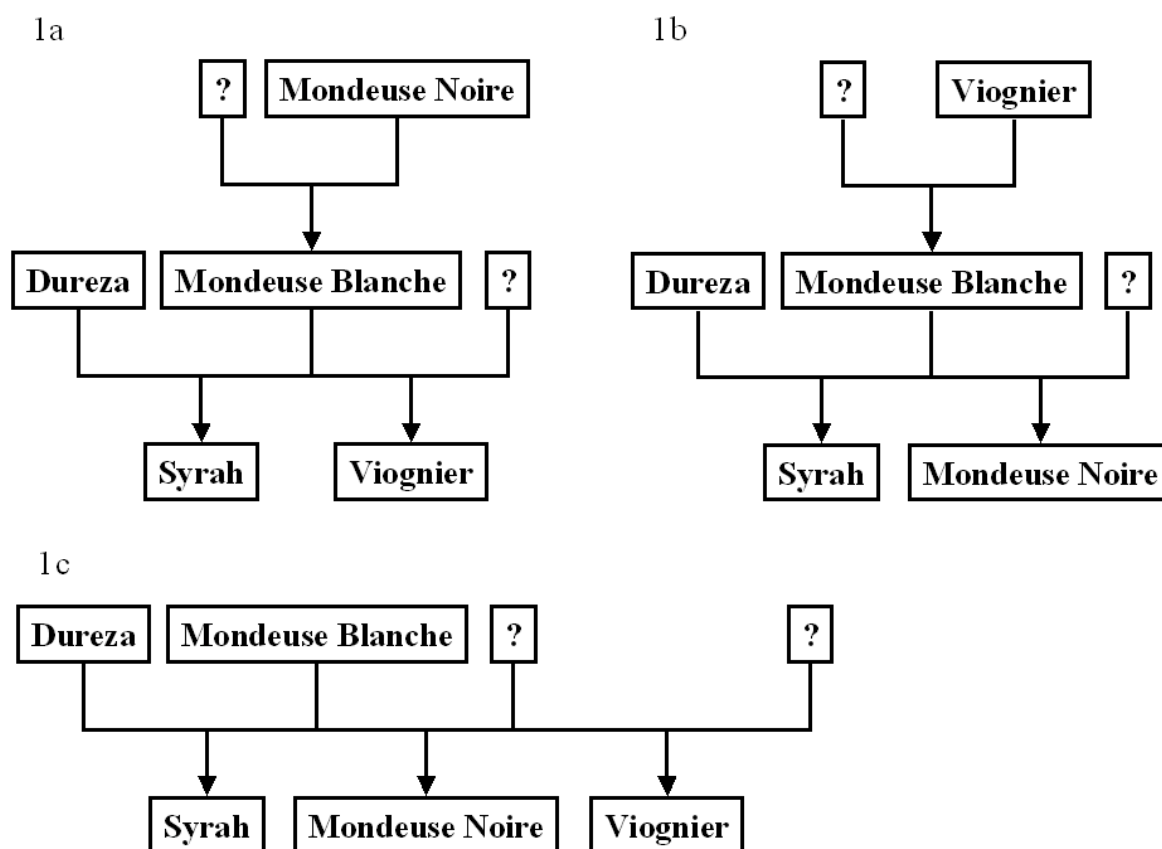 1a
? Mondeuse Noire
Dureza Mondeuse Blanche ?
Syrah Viognier
1b
? Viognier
Dureza Mondeuse Blanche ?
Syrah Mondeuse Noire
1c
Dureza Mondeuse Blanche ? ?
Syrah Mondeuse Noire Viognier